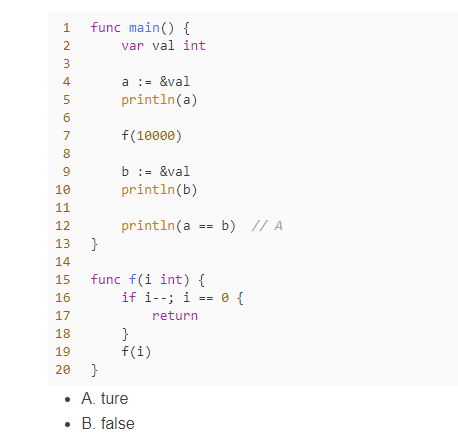 1 func main() {
2     var val int
3
4     a := &val
5     println(a)
6
7     f(10000)
8
9     b := &val
10     println(b)
11
12     println(a == b)  // A
13 }
14
15 func f(i int) {
16     if i--; i == 0 {
17         return
18     }
19     f(i)
20 }
• A. ture
• B. false